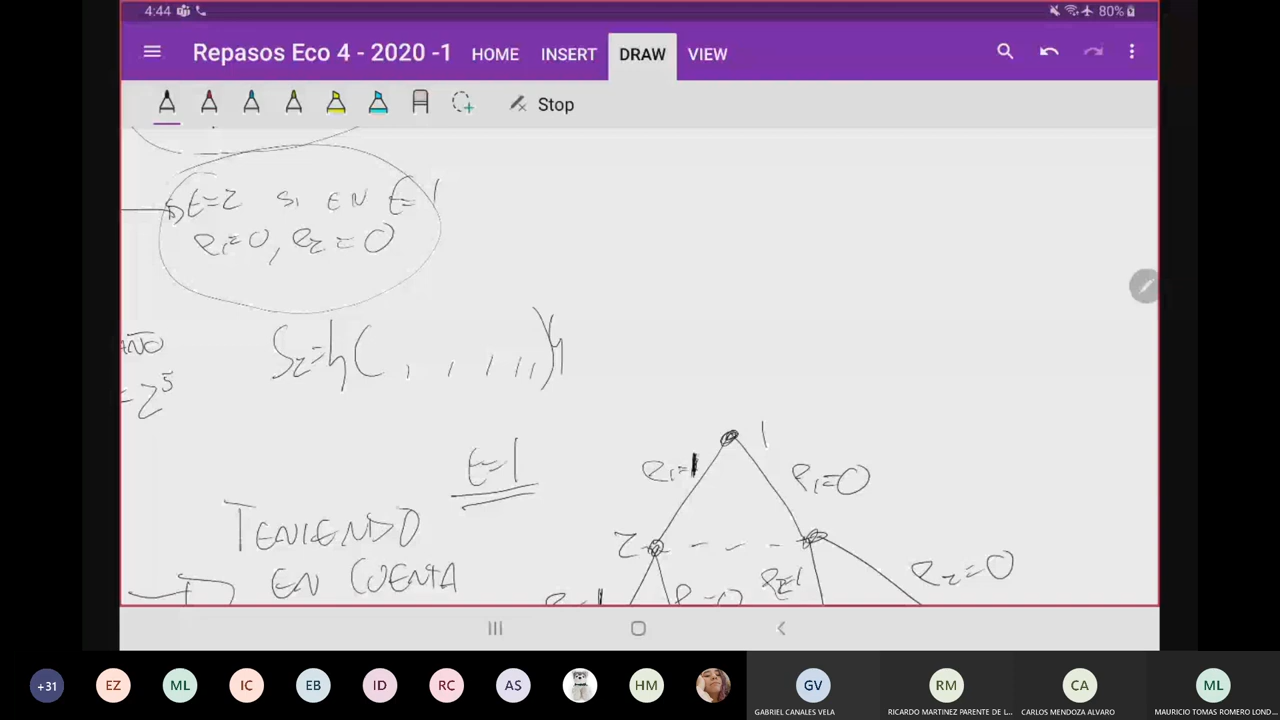 4:44
80%
Repasos Eco 4 - 2020 -1
HOME INSERT DRAW VIEW
Stop
t=2 SI EN t=1
e₁=0, e₂=0
AÑO
=2⁵
S₂=h( , , , , , )
t=1
TENIENDO
EN CUENTA
1
e₁=1 e₁=0
2
e₂=1 e₂=0
+31 EZ ML IC EB ID RC AS HM GV RM CA ML
GABRIEL CANALES VELA
RICARDO MARTINEZ PARENTE DE L...
CARLOS MENDOZA ALVARO
MAURICIO TOMAS ROMERO LOND...